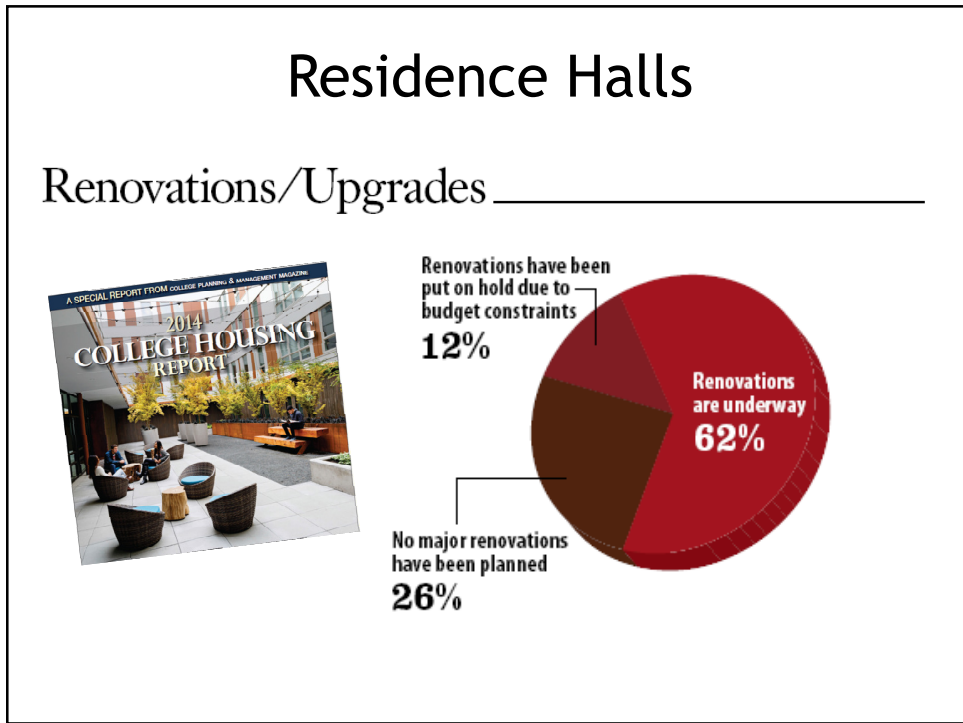 Residence Halls
Renovations/Upgrades
A SPECIAL REPORT FROM COLLEGE PLANNING & MANAGEMENT MAGAZINE
2014
COLLEGE HOUSING
REPORT
Renovations have been
put on hold due to
budget constraints
12%
Renovations
are underway
62%
No major renovations
have been planned
26%